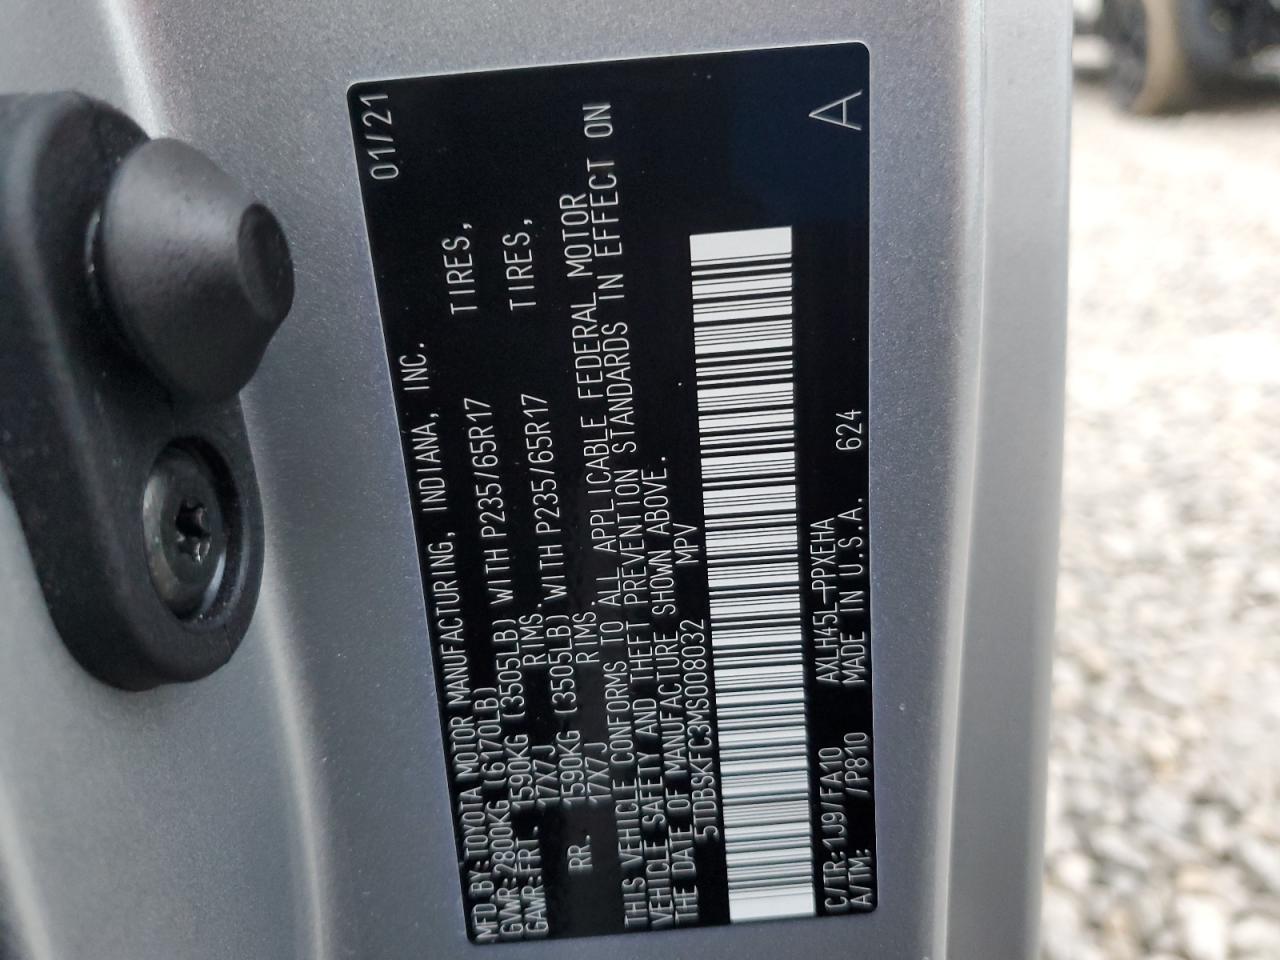 MFD BY:TOYOTA MOTOR MANUFACTURING, INDIANA, INC. 01/21
GVWR:2800KG (6170LB)
GAWR:FRT. 1590KG (3505LB) WITH P235/65R17 TIRES,
17X7J RIMS.
RR. 1590KG (3505LB) WITH P235/65R17 TIRES,
17X7J RIMS.
THIS VEHICLE CONFORMS TO ALL APPLICABLE FEDERAL MOTOR
VEHICLE SAFETY AND THEFT PREVENTION STANDARDS IN EFFECT ON
THE DATE OF MANUFACTURE SHOWN ABOVE.
5TDBSKFC3MS008032 MPV
C/TR:1J9/FA10 AXLH45L-PPXEHA
A/TM: /P810 MADE IN U.S.A. 624 A